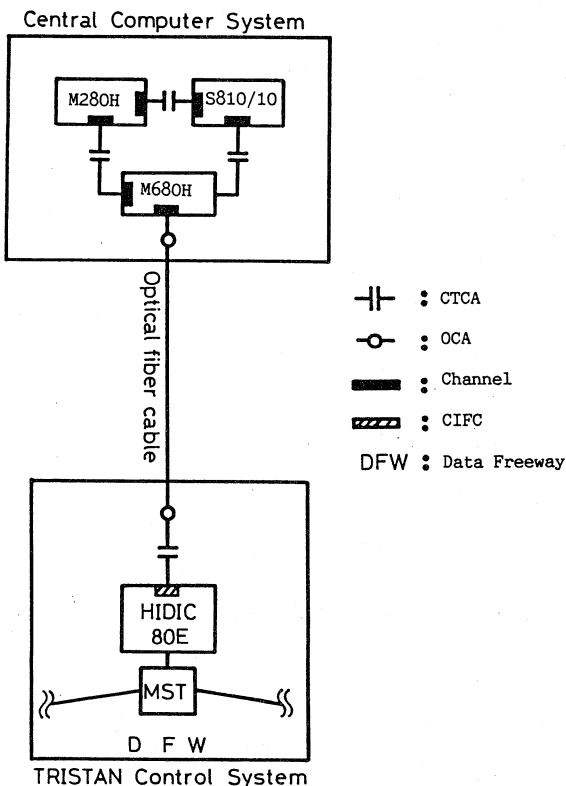 Central Computer System
M280H
S810/10
M680H
Optical fiber cable
: CTCA
: OCA
: Channel
: CIFC
DFW : Data Freeway
HIDIC
80E
MST
D F W
TRISTAN Control System